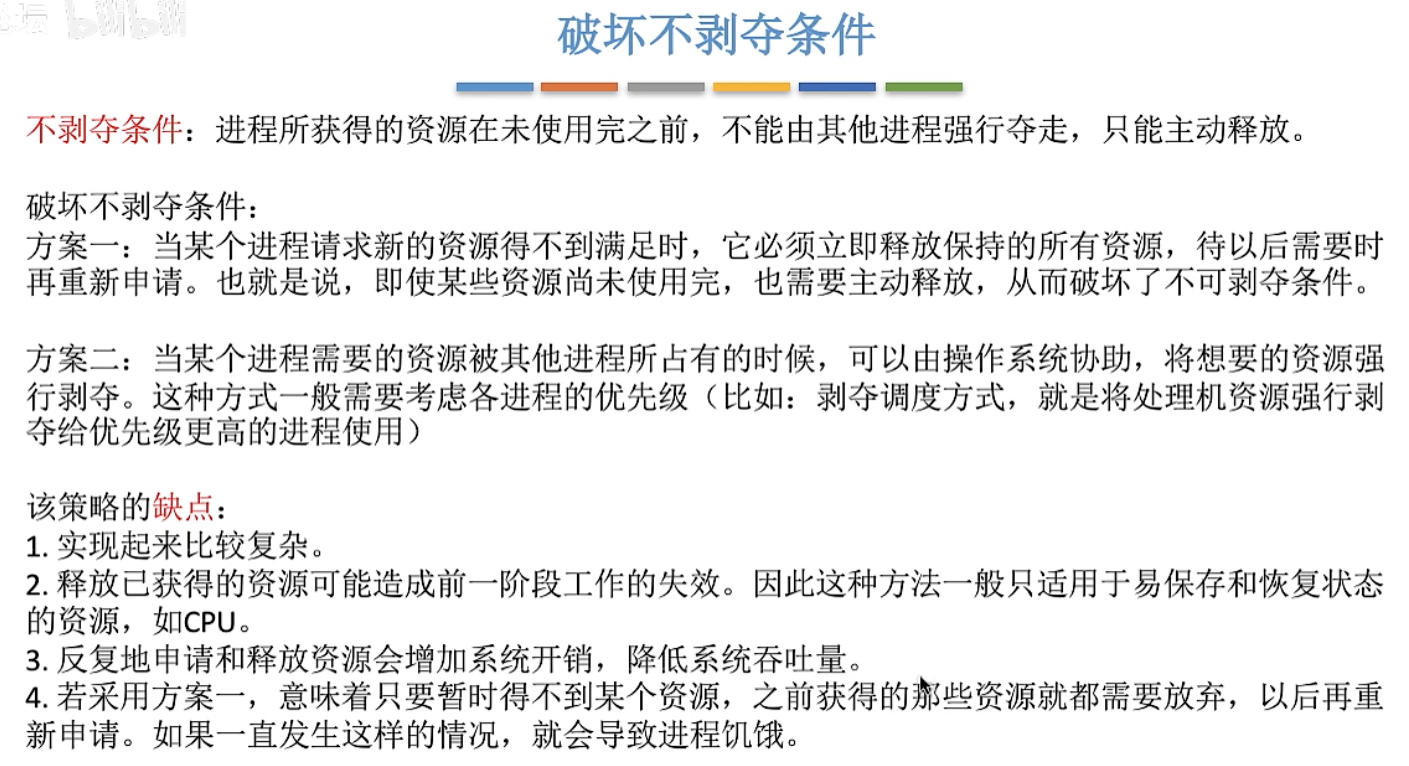 bilibili
破坏不剥夺条件
不剥夺条件：进程所获得的资源在未使用完之前，不能由其他进程强行夺走，只能主动释放。
破坏不剥夺条件：
方案一：当某个进程请求新的资源得不到满足时，它必须立即释放保持的所有资源，待以后需要时
再重新申请。也就是说，即使某些资源尚未使用完，也需要主动释放，从而破坏了不可剥夺条件。
方案二：当某个进程需要的资源被其他进程所占有的时候，可以由操作系统协助，将想要的资源强
行剥夺。这种方式一般需要考虑各进程的优先级（比如：剥夺调度方式，就是将处理机资源强行剥
夺给优先级更高的进程使用）
该策略的缺点：
1. 实现起来比较复杂。
2. 释放已获得的资源可能造成前一阶段工作的失效。因此这种方法一般只适用于易保存和恢复状态
的资源，如CPU。
3. 反复地申请和释放资源会增加系统开销，降低系统吞吐量。
4. 若采用方案一，意味着只要暂时得不到某个资源，之前获得的那些资源就都需要放弃，以后再重
新申请。如果一直发生这样的情况，就会导致进程饥饿。